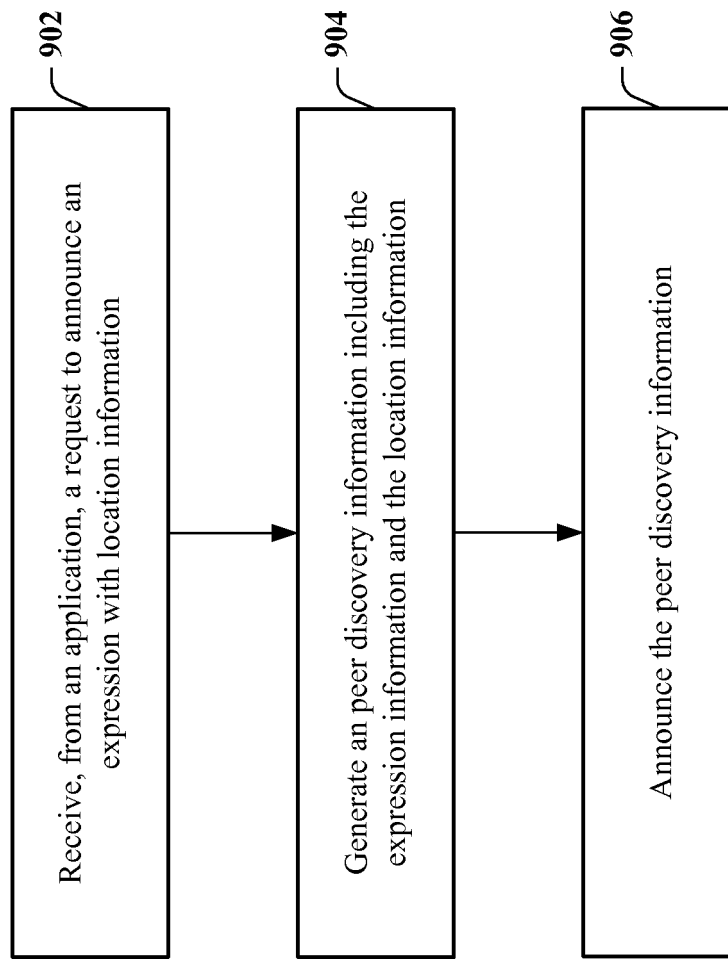 902
Receive, from an application, a request to announce an
expression with location information
904
Generate an peer discovery information including the
expression information and the location information
906
Announce the peer discovery information